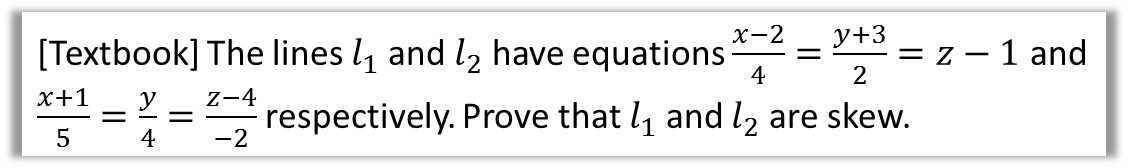 [Textbook] The lines 𝑙₁ and 𝑙₂ have equations (𝑥−2)/4 = (𝑦+3)/2 = 𝑧 − 1 and
(𝑥+1)/5 = 𝑦/4 = (𝑧−4)/−2 respectively. Prove that 𝑙₁ and 𝑙₂ are skew.